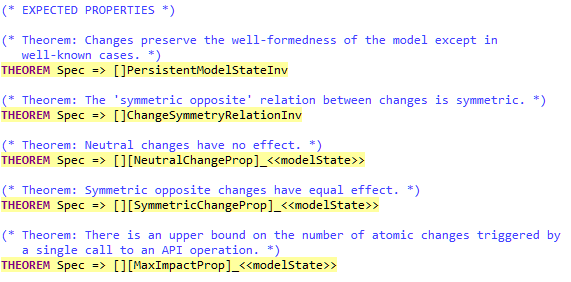 (* EXPECTED PROPERTIES *)
(* Theorem: Changes preserve the well-formedness of the model except in
well-known cases. *)
THEOREM Spec => []PersistentModelStateInv
(* Theorem: The 'symmetric opposite' relation between changes is symmetric. *)
THEOREM Spec => []ChangeSymmetryRelationInv
(* Theorem: Neutral changes have no effect. *)
THEOREM Spec => [][NeutralChangeProp]_<<modelState>>
(* Theorem: Symmetric opposite changes have equal effect. *)
THEOREM Spec => [][SymmetricChangeProp]_<<modelState>>
(* Theorem: There is an upper bound on the number of atomic changes triggered by
a single call to an API operation. *)
THEOREM Spec => [][MaxImpactProp]_<<modelState>>